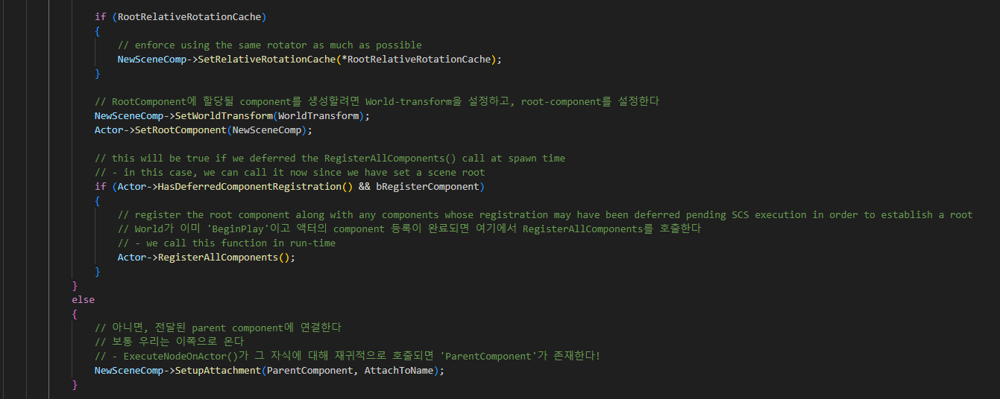 if (RootRelativeRotationCache)
{
// enforce using the same rotator as much as possible
NewSceneComp->SetRelativeRotationCache(*RootRelativeRotationCache);
}
// RootComponent에 할당될 component를 생성할려면 World-transform을 설정하고, root-component를 설정한다
NewSceneComp->SetWorldTransform(WorldTransform);
Actor->SetRootComponent(NewSceneComp);
// this will be true if we deferred the RegisterAllComponents() call at spawn time
// - in this case, we can call it now since we have set a scene root
if (Actor->HasDeferredComponentRegistration() && bRegisterComponent)
{
// register the root component along with any components whose registration may have been deferred pending SCS execution in order to establish a root
// World가 이미 'BeginPlay'이고 액터의 component 등록이 완료되면 여기에서 RegisterAllComponents를 호출한다
// - we call this function in run-time
Actor->RegisterAllComponents();
}
}
else
{
// 아니면, 전달된 parent component에 연결한다
// 보통 우리는 이쪽으로 온다
// - ExecuteNodeOnActor()가 그 자식에 대해 재귀적으로 호출되면 'ParentComponent'가 존재한다!
NewSceneComp->SetupAttachment(ParentComponent, AttachToName);
}